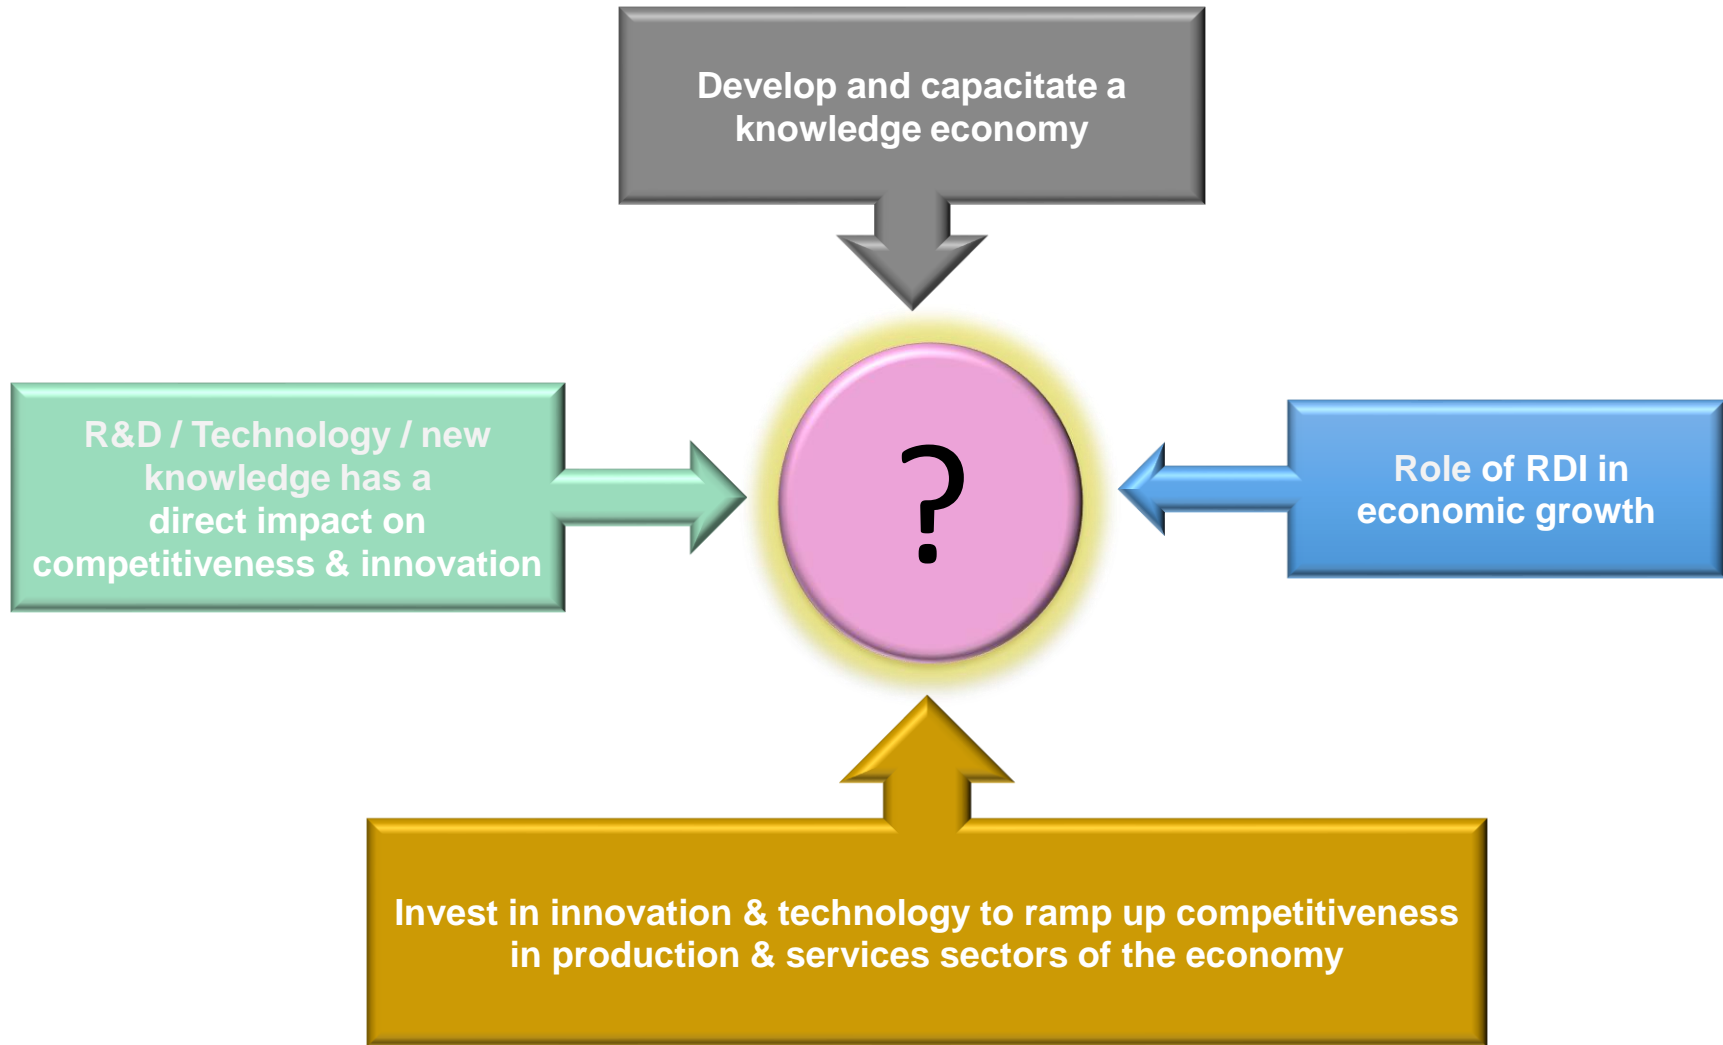 Develop and capacitate a
knowledge economy
R&D / Technology / new
knowledge has a
direct impact on
competitiveness & innovation
?
Role of RDI in
economic growth
Invest in innovation & technology to ramp up competitiveness
in production & services sectors of the economy